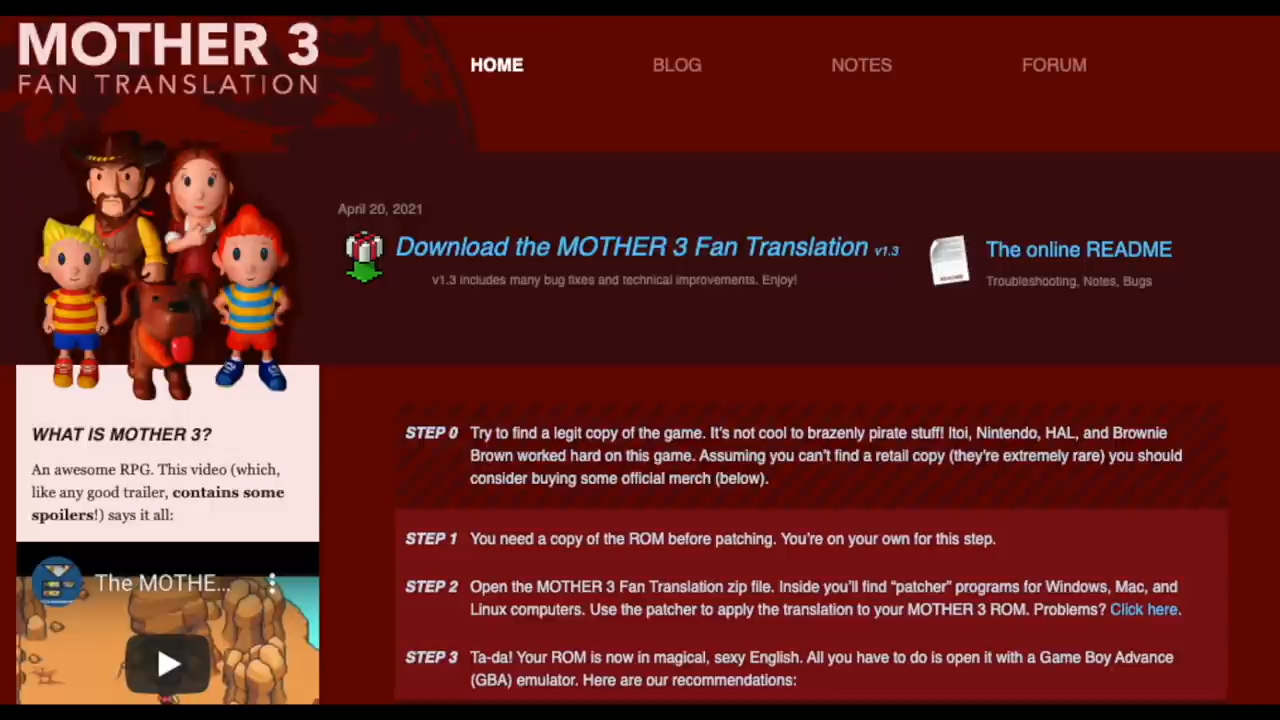 MOTHER 3
FAN TRANSLATION
HOME
BLOG
NOTES
FORUM
April 20, 2021
Download the MOTHER 3 Fan Translation v1.3
v1.3 includes many bug fixes and technical improvements. Enjoy!
README
The online README
Troubleshooting, Notes, Bugs
WHAT IS MOTHER 3?
An awesome RPG. This video (which,
like any good trailer, contains some
spoilers!) says it all:
The MOTHE...
STEP 0 Try to find a legit copy of the game. It's not cool to brazenly pirate stuff! Itoi, Nintendo, HAL, and Brownie
Brown worked hard on this game. Assuming you can't find a retail copy (they're extremely rare) you should
consider buying some official merch (below).
STEP 1 You need a copy of the ROM before patching. You're on your own for this step.
STEP 2 Open the MOTHER 3 Fan Translation zip file. Inside you'll find “patcher” programs for Windows, Mac, and
Linux computers. Use the patcher to apply the translation to your MOTHER 3 ROM. Problems? Click here.
STEP 3 Ta-da! Your ROM is now in magical, sexy English. All you have to do is open it with a Game Boy Advance
(GBA) emulator. Here are our recommendations: